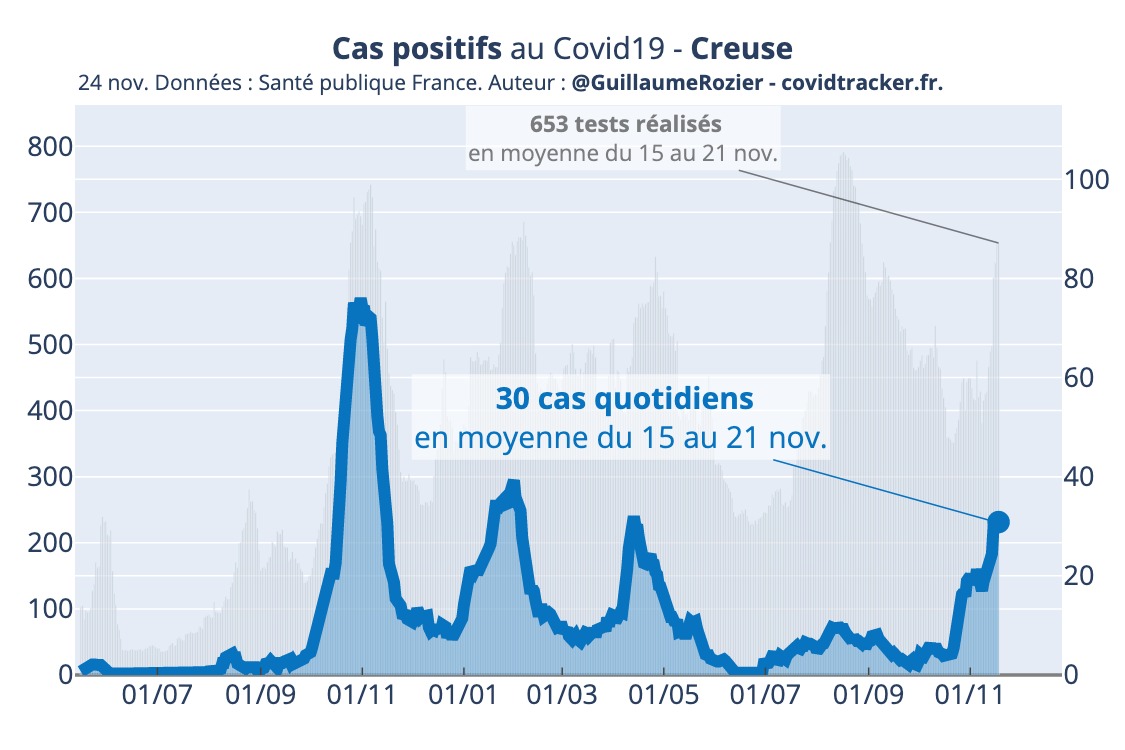 Cas positifs au Covid19 - Creuse
24 nov. Données : Santé publique France. Auteur : @GuillaumeRozier - covidtracker.fr.
653 tests réalisés
en moyenne du 15 au 21 nov.
800
700
600
500
400
300
200
100
0
100
80
60
40
20
0
30 cas quotidiens
en moyenne du 15 au 21 nov.
01/07 01/09 01/11 01/01 01/03 01/05 01/07 01/09 01/11